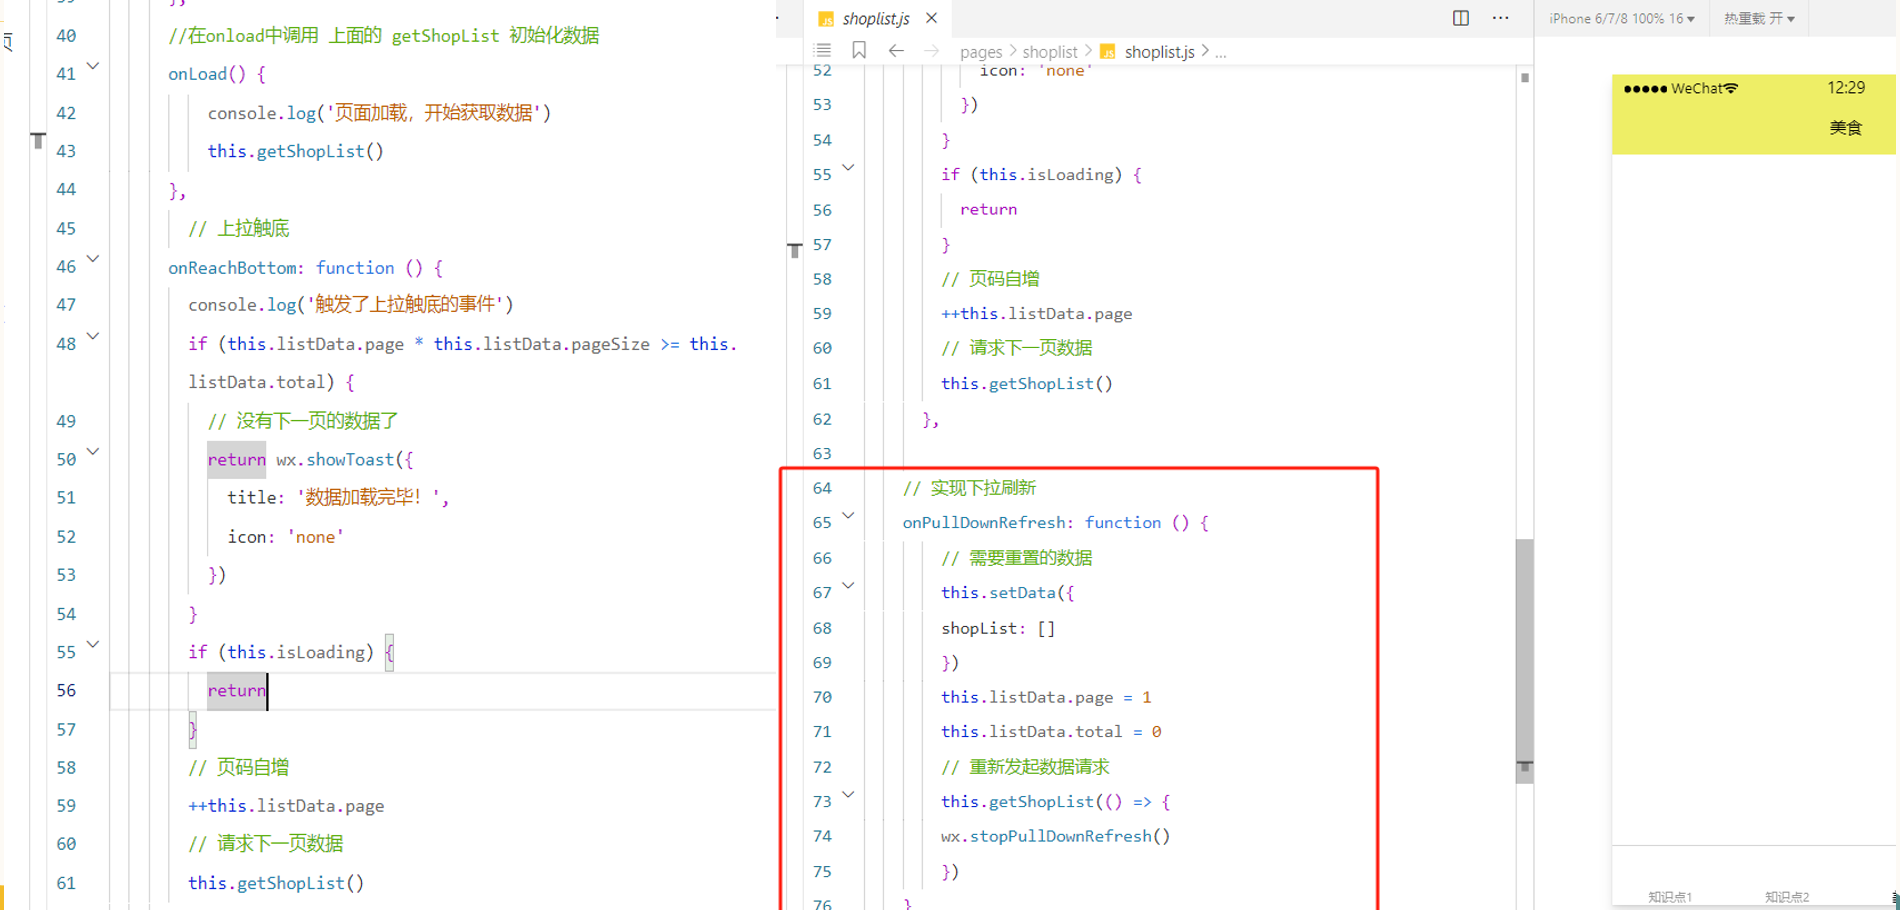 40 //在onload中调用 上面的 getShopList 初始化数据
41 onLoad() {
42 console.log('页面加载，开始获取数据')
43 this.getShopList()
44 },
45 // 上拉触底
46 onReachBottom: function () {
47 console.log('触发了上拉触底的事件')
48 if (this.listData.page * this.listData.pageSize >= this.
listData.total) {
49 // 没有下一页的数据了
50 return wx.showToast({
51 title: '数据加载完毕！',
52 icon: 'none'
53 })
54 }
55 if (this.isLoading) {
56 return
57 }
58 // 页码自增
59 ++this.listData.page
60 // 请求下一页数据
61 this.getShopList()
shoplist.js
pages > shoplist > shoplist.js > ...
52 icon: 'none'
53 })
54 }
55 if (this.isLoading) {
56 return
57 }
58 // 页码自增
59 ++this.listData.page
60 // 请求下一页数据
61 this.getShopList()
62 },
63
64 // 实现下拉刷新
65 onPullDownRefresh: function () {
66 // 需要重置的数据
67 this.setData({
68 shopList: []
69 })
70 this.listData.page = 1
71 this.listData.total = 0
72 // 重新发起数据请求
73 this.getShopList(() => {
74 wx.stopPullDownRefresh()
75 })
76 }
iPhone 6/7/8 100% 16
热重载 开
WeChat
12:29
美食
知识点1
知识点2